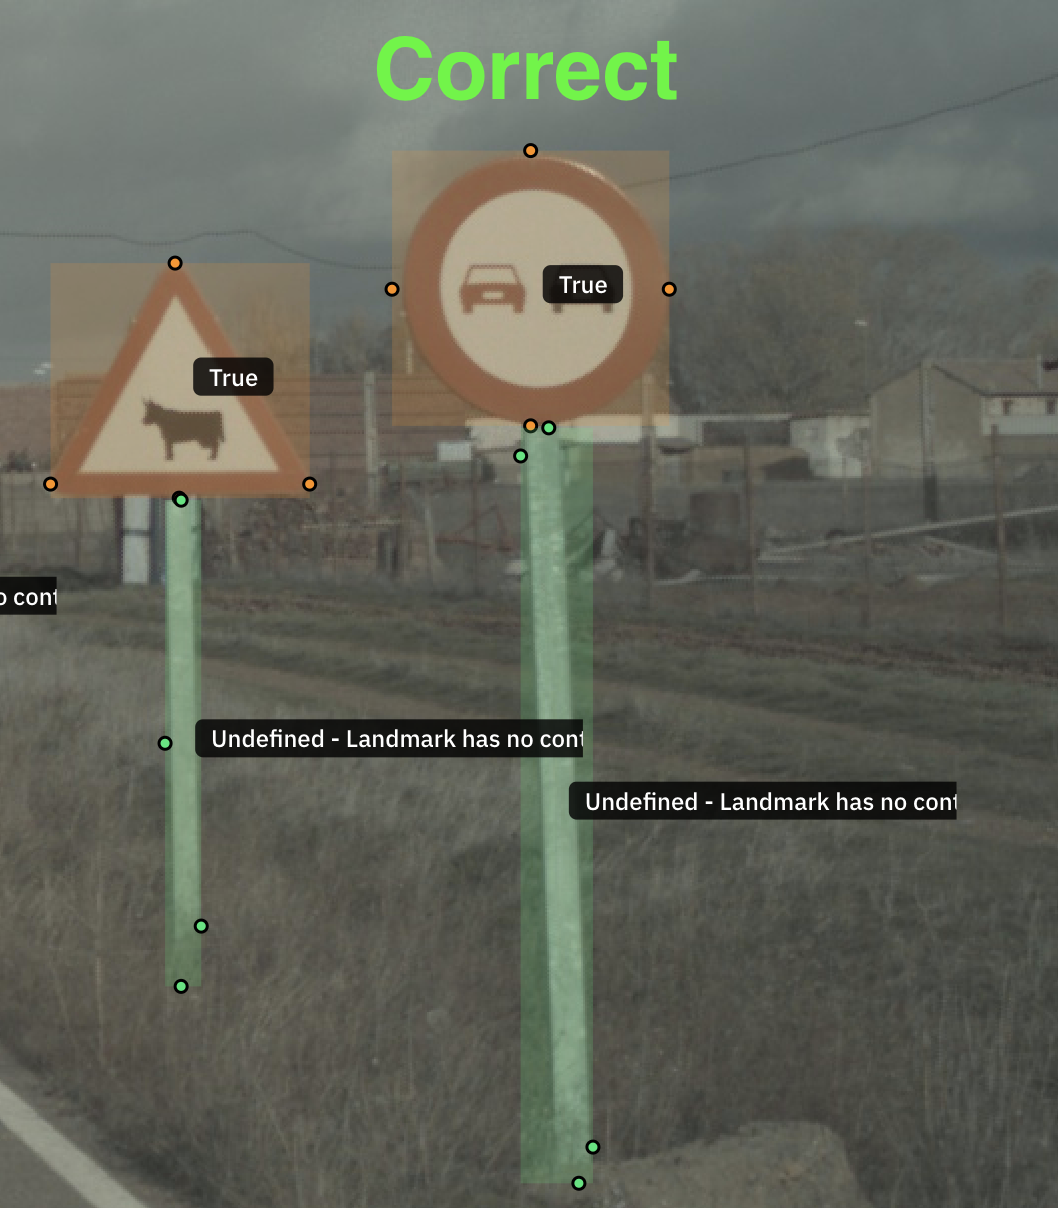 Correct
True
True
o cont
Undefined - Landmark has no cont
Undefined - Landmark has no cont